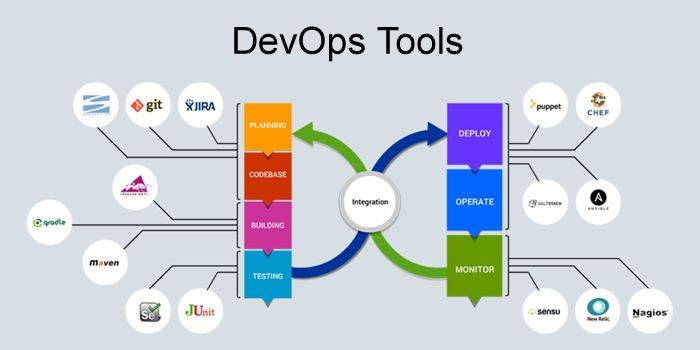 DevOps Tools
git
JIRA
PLANNING
CODEBASE
BUILDING
TESTING
gradle
maven
Se
JUnit
Integration
DEPLOY
OPERATE
MONITOR
puppet
CHEF
SALTSTACK
ANSIBLE
sensu
New Relic.
Nagios®